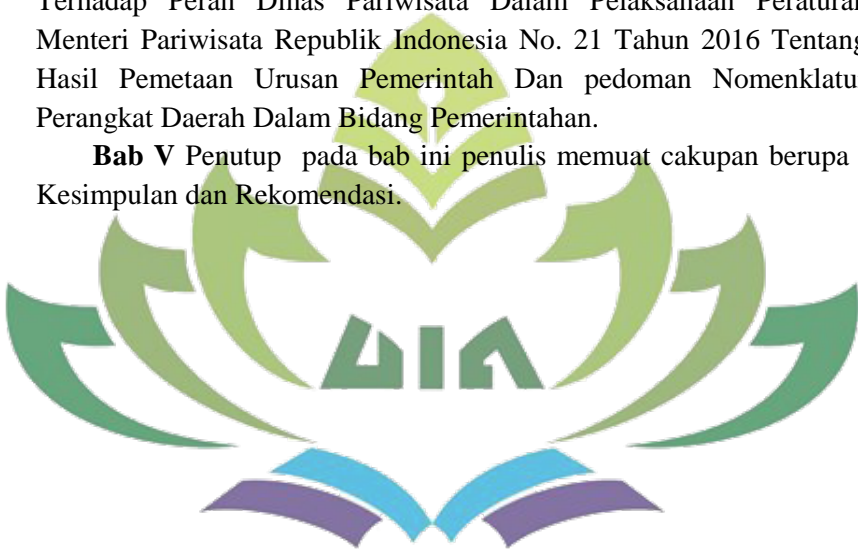 Terhadap Peran Dinas Pariwisata Dalam Pelaksanaan Peraturan
Menteri Pariwisata Republik Indonesia No. 21 Tahun 2016 Tentang
Hasil Pemetaan Urusan Pemerintah Dan pedoman Nomenklatu
Perangkat Daerah Dalam Bidang Pemerintahan.
Bab V Penutup pada bab ini penulis memuat cakupan berupa
Kesimpulan dan Rekomendasi.
UIN